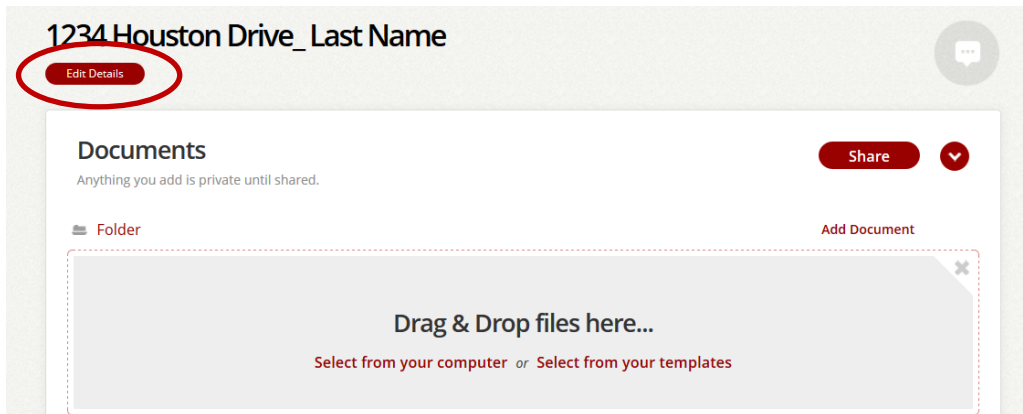 1234 Houston Drive_ Last Name
Edit Details
Documents
Share
Anything you add is private until shared.
Folder
Add Document
Drag & Drop files here...
Select from your computer or Select from your templates